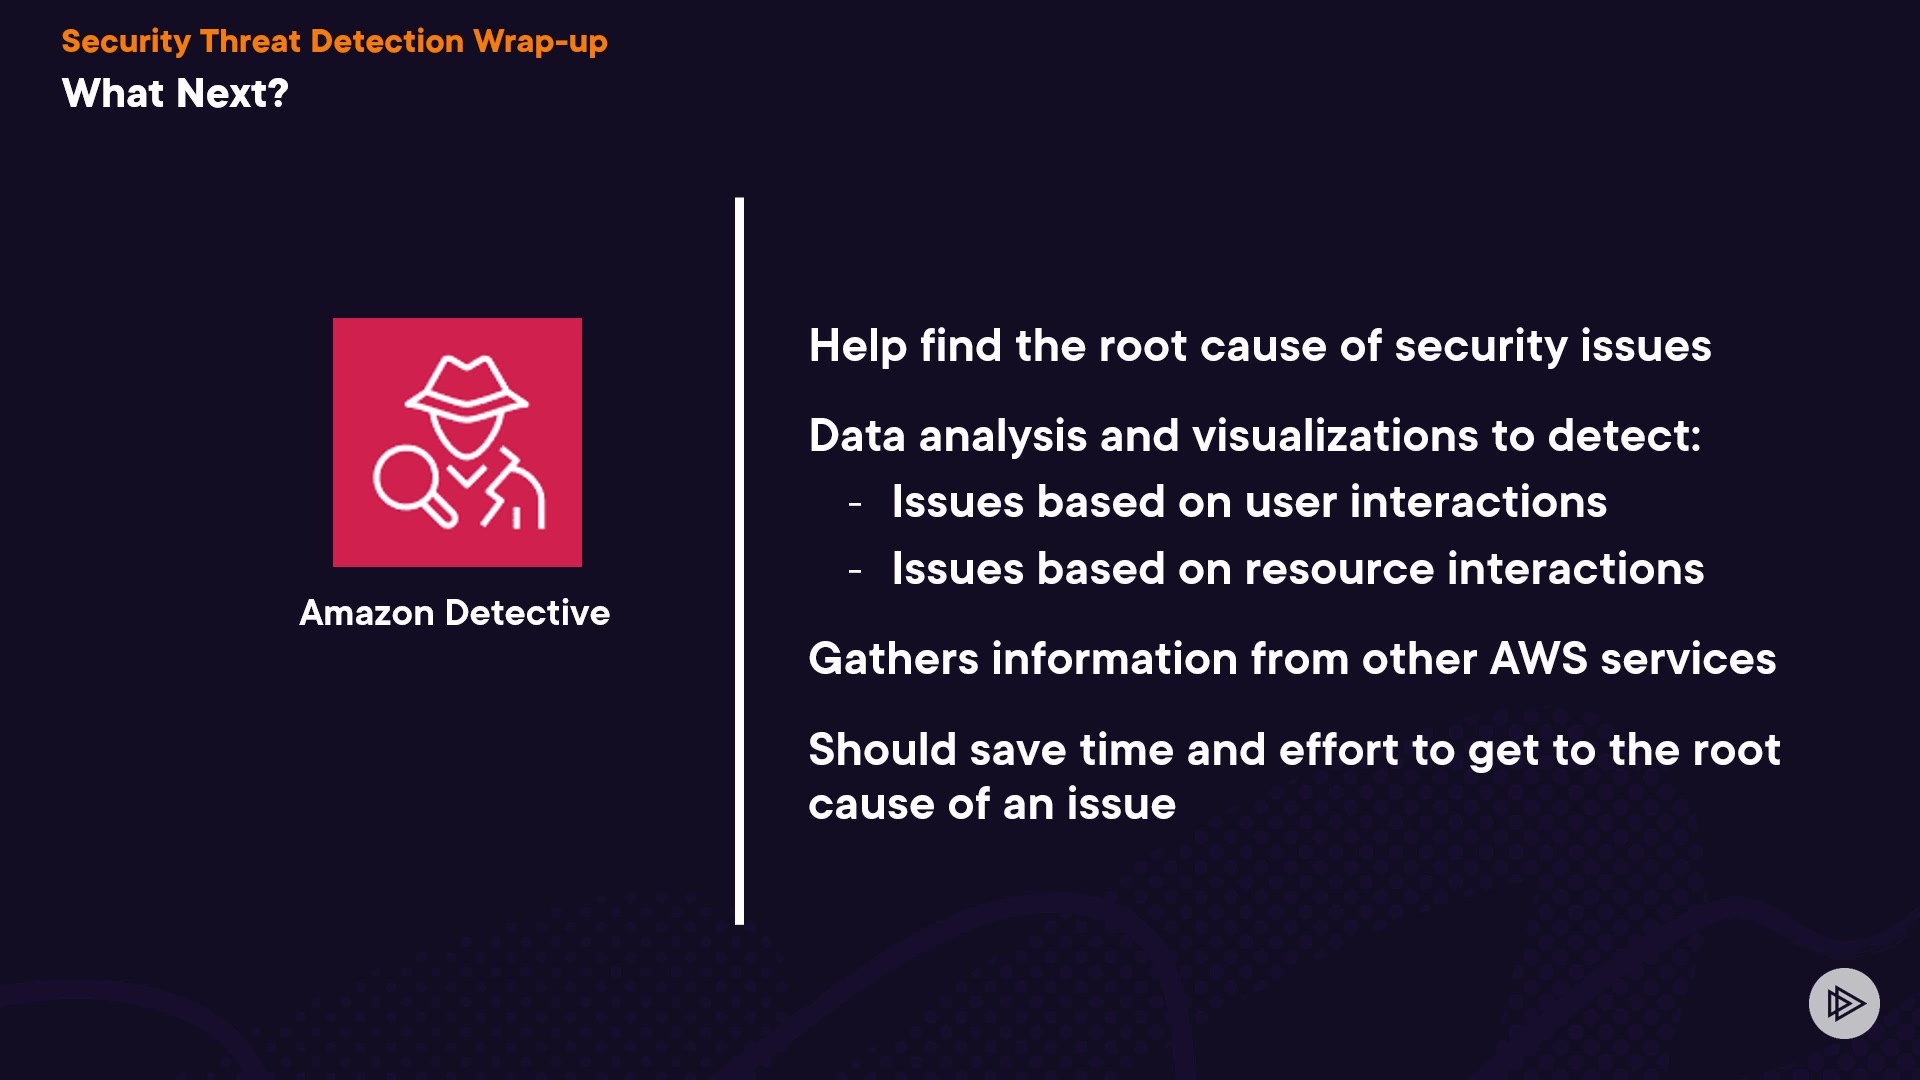 Security Threat Detection Wrap-up
What Next?
Amazon Detective
Help find the root cause of security issues
Data analysis and visualizations to detect:
- Issues based on user interactions
- Issues based on resource interactions
Gathers information from other AWS services
Should save time and effort to get to the root
cause of an issue